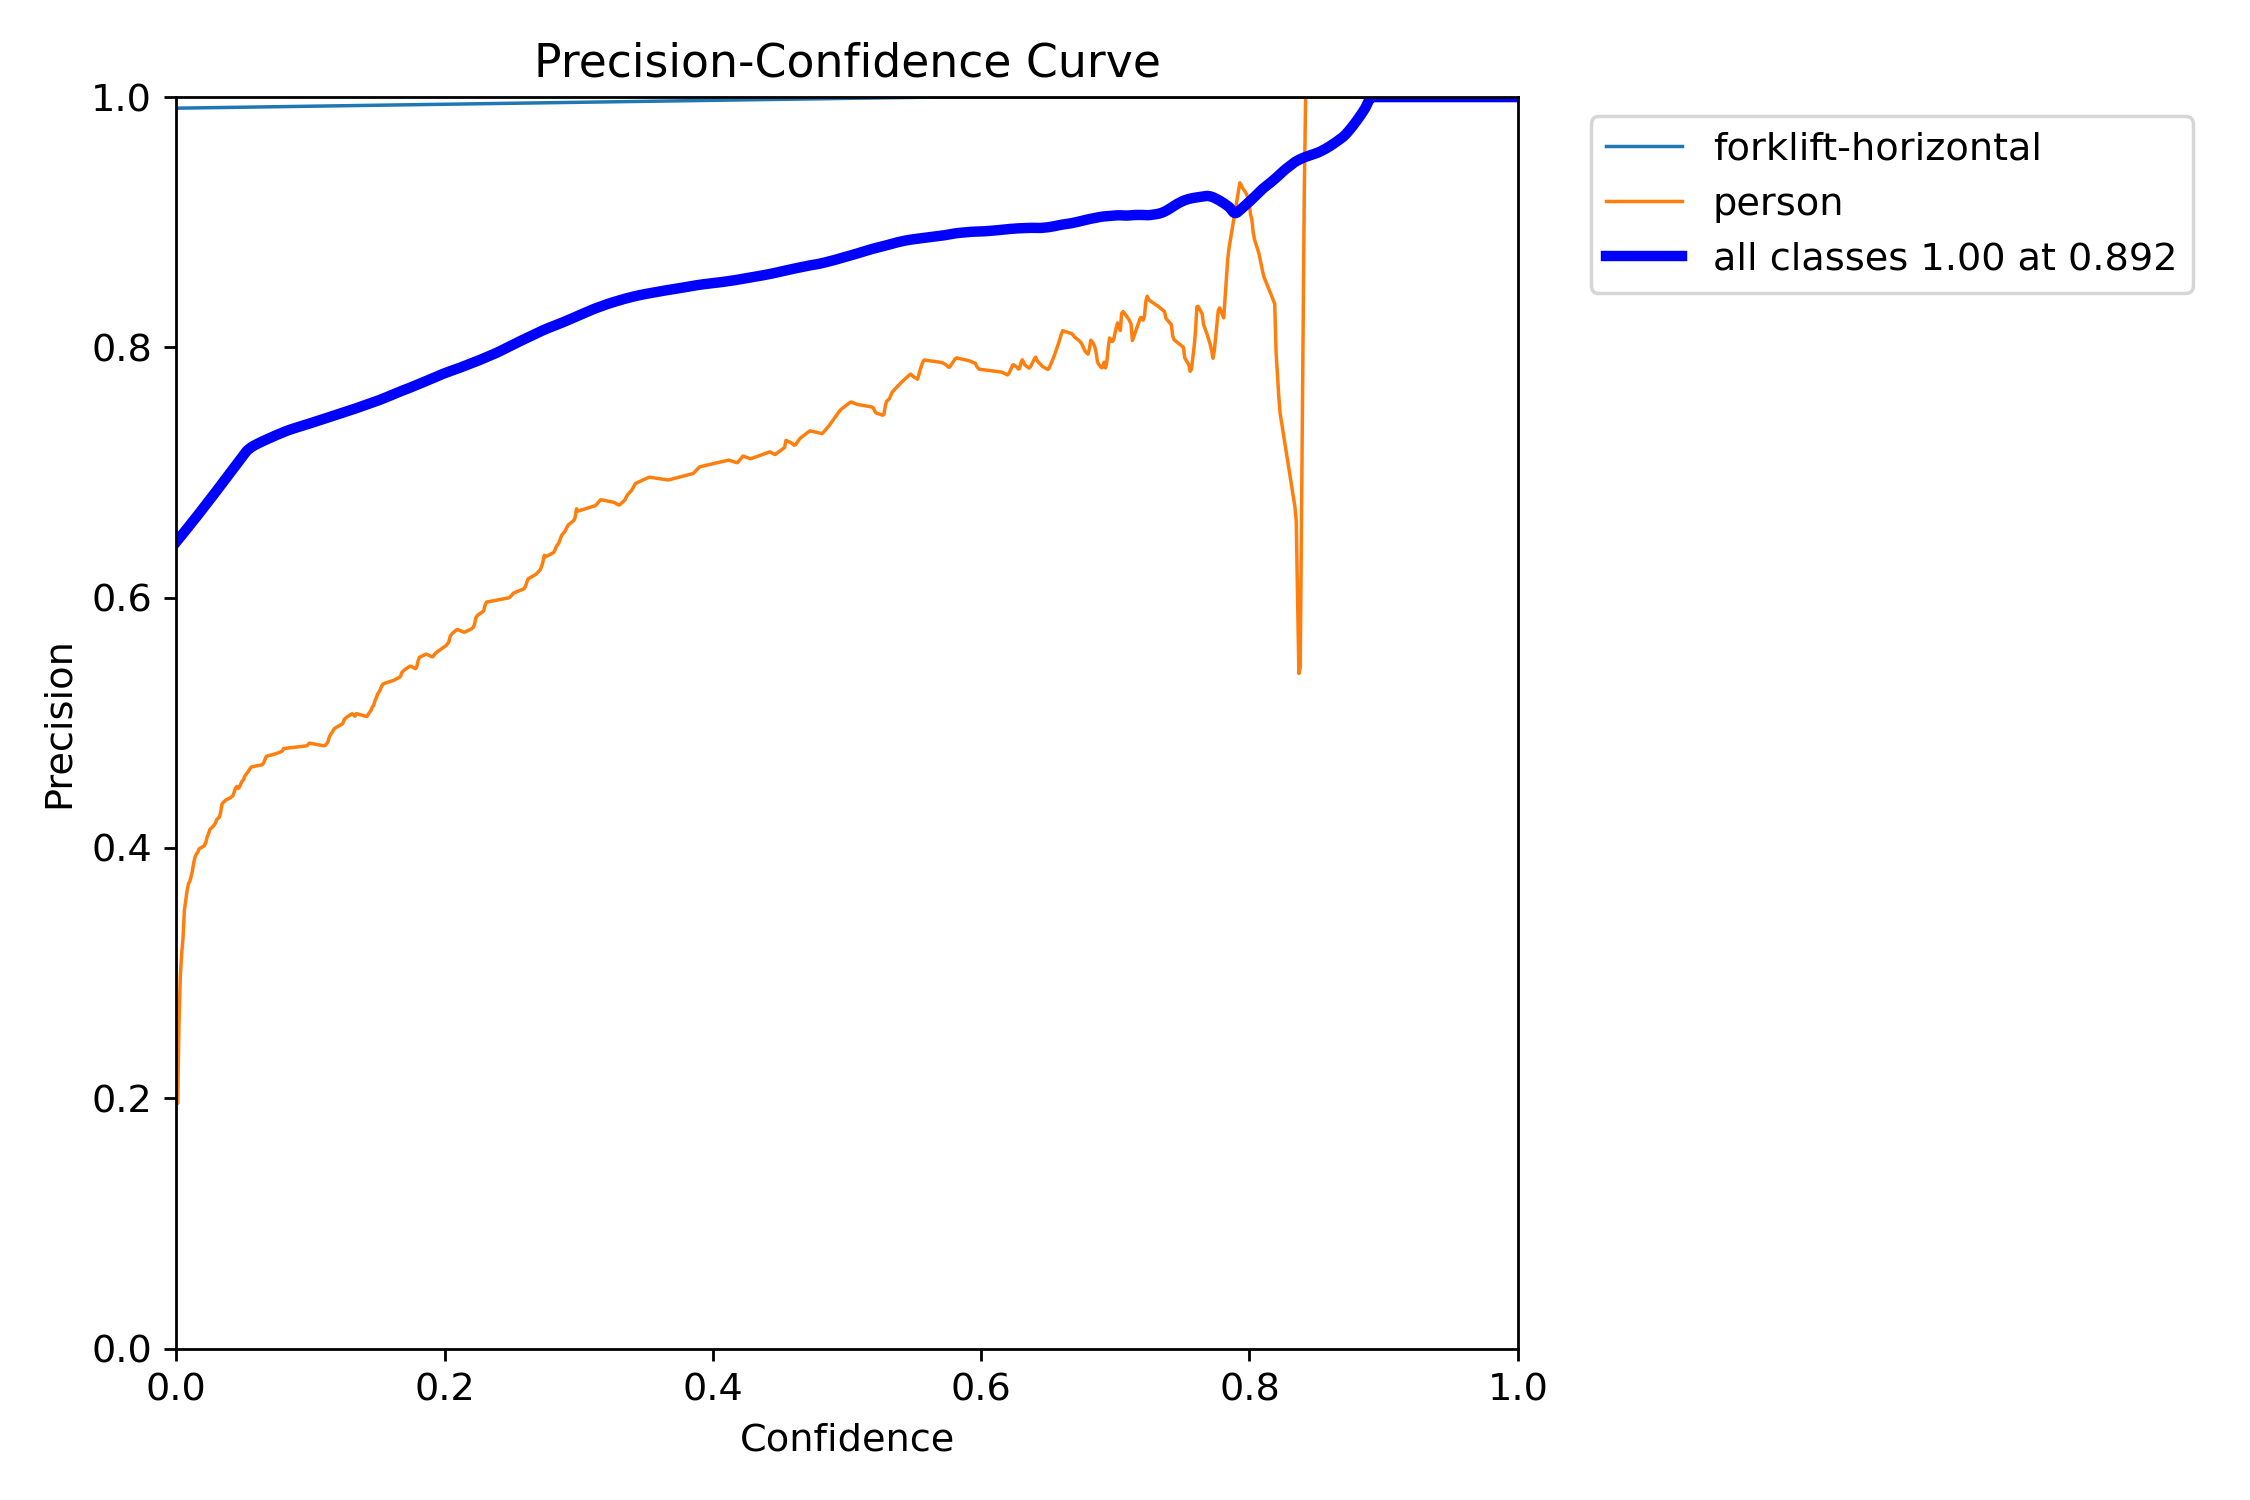 Precision-Confidence Curve
1.0
0.8
0.6
0.4
0.2
0.0
Precision
0.0 0.2 0.4 0.6 0.8 1.0
Confidence
forklift-horizontal
person
all classes 1.00 at 0.892